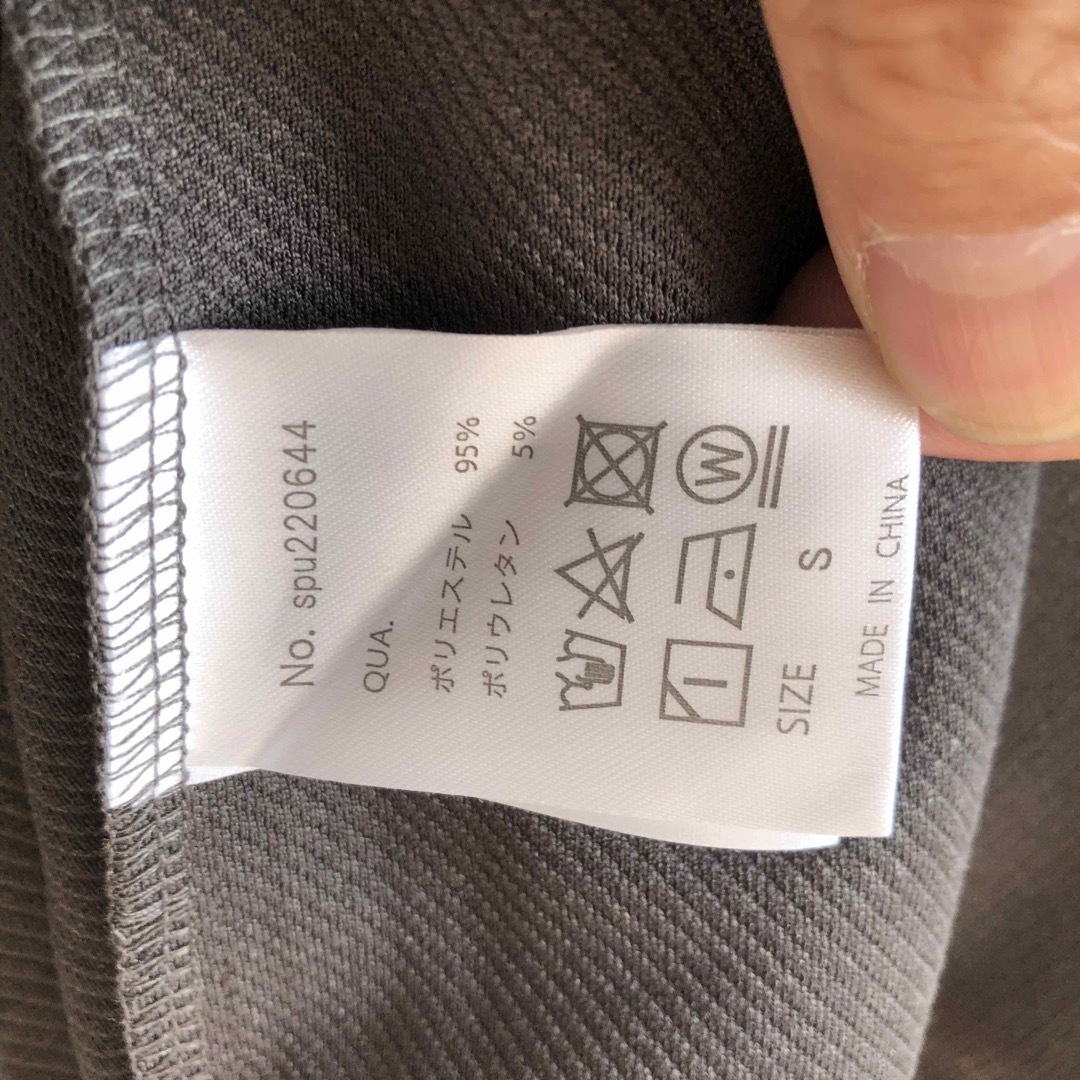 No. spu220644
QUA.
ポリエステル 95%
ポリウレタン 5%
W
SIZE S
MADE IN CHINA